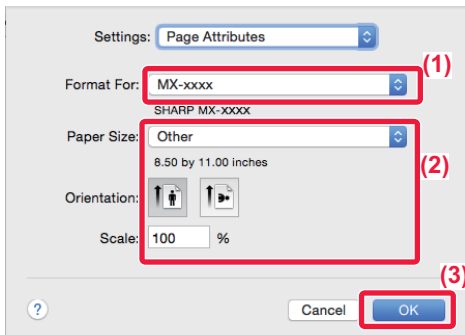 Settings: Page Attributes
(1)
Format For: MX-xxxx
SHARP MX-xxxx
Paper Size: Other
8.50 by 11.00 inches
(2)
Orientation:
Scale: 100 %
(3)
? Cancel OK